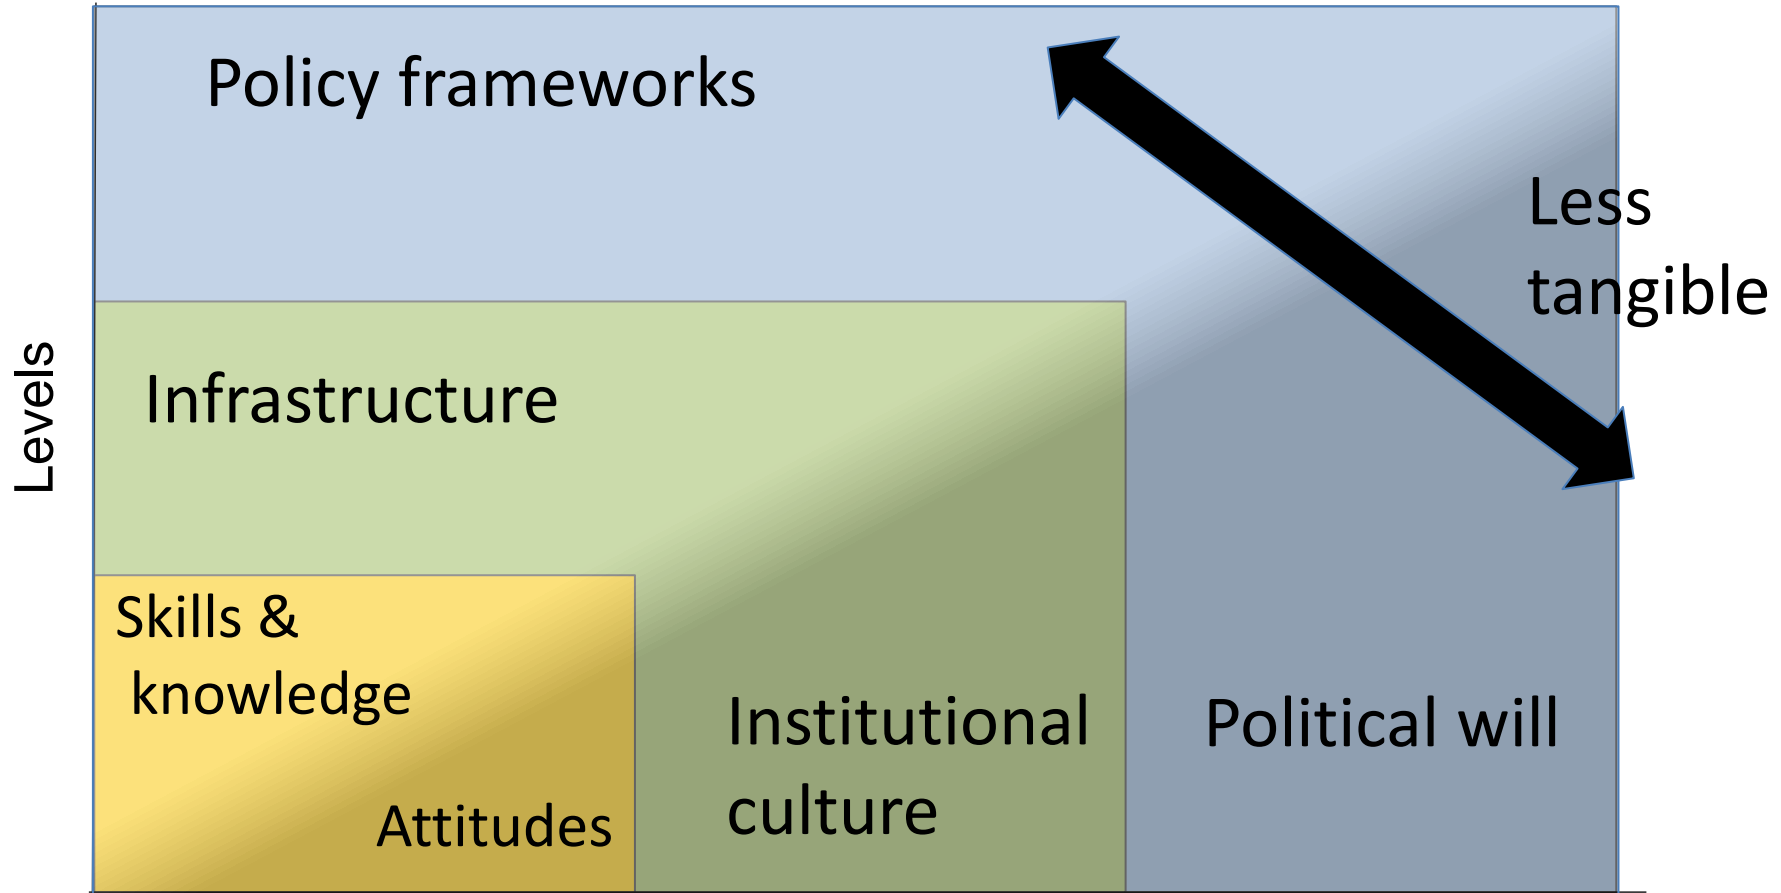 Policy frameworks
Less
tangible
Levels
Infrastructure
Skills &
knowledge
Institutional
culture
Political will
Attitudes